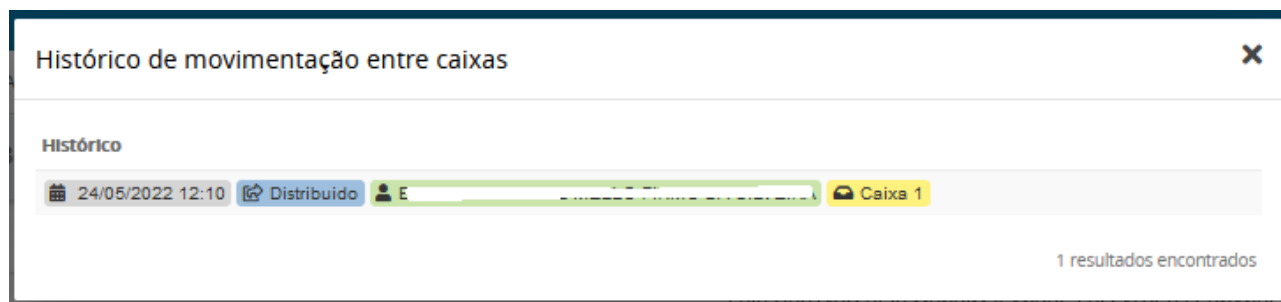 Histórico de movimentação entre caixas
Histórico
24/05/2022 12:10 Distribuido E Caixa 1
1 resultados encontrados